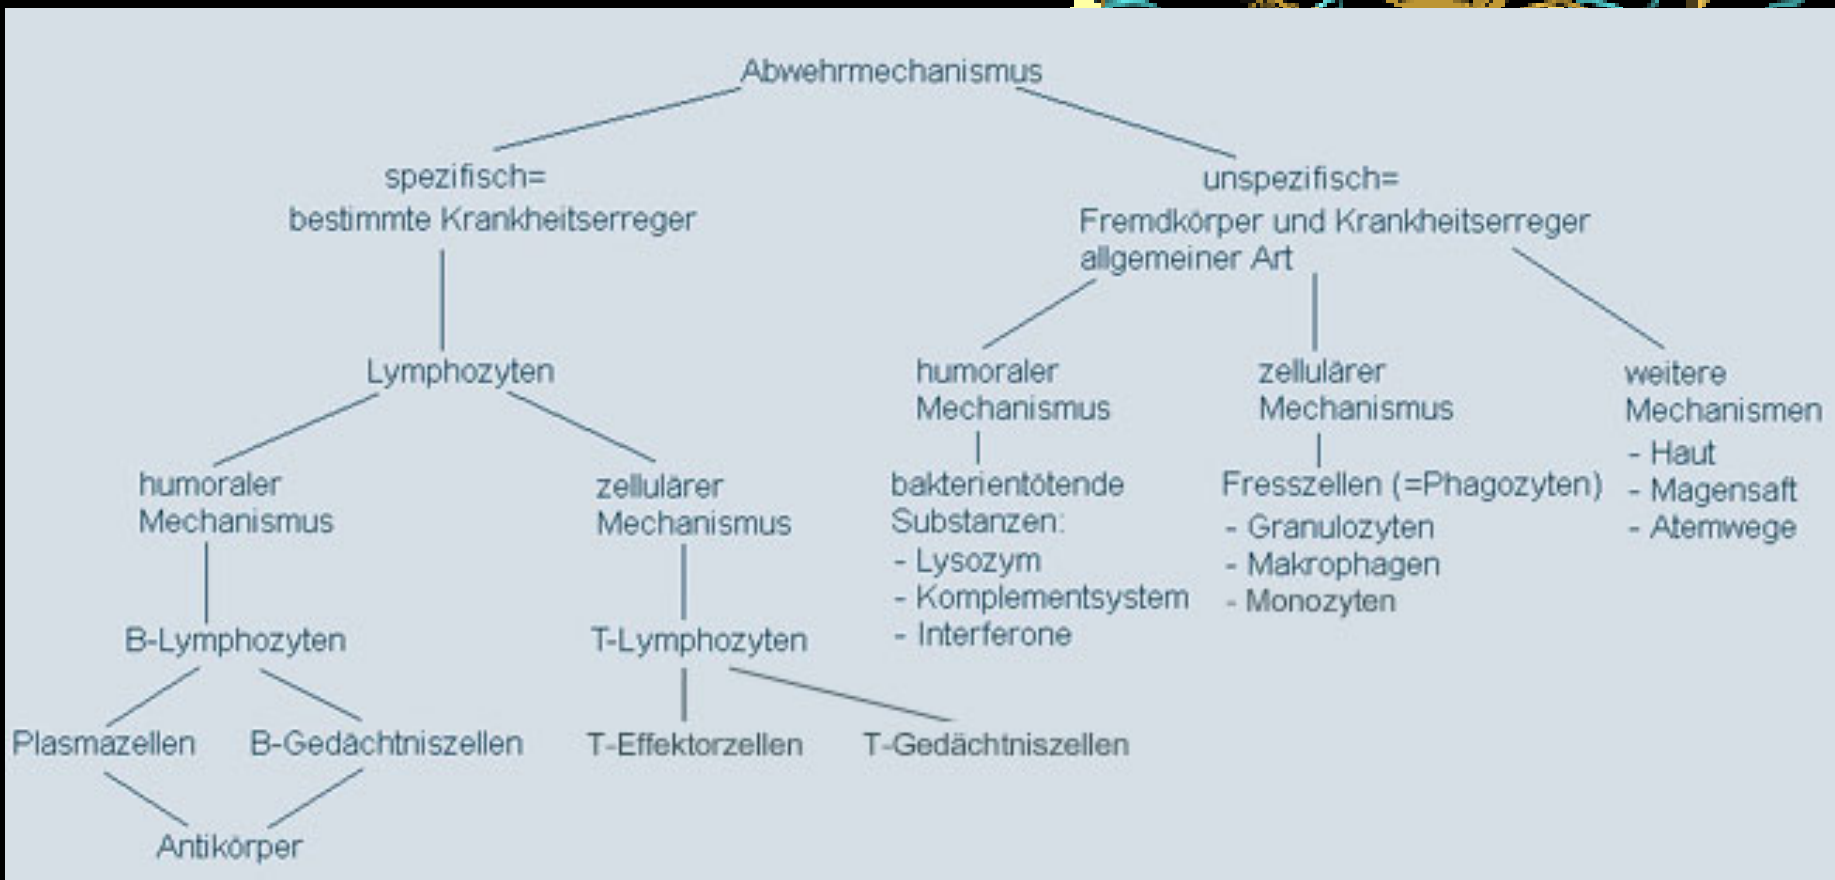 Abwehrmechanismus
spezifisch=
bestimmte Krankheitserreger
unspezifisch=
Fremdkörper und Krankheitserreger
allgemeiner Art
Lymphozyten
humoraler
Mechanismus
zellulärer
Mechanismus
weitere
Mechanismen
- Haut
- Magensaft
- Atemwege
humoraler
Mechanismus
zellulärer
Mechanismus
bakterientötende
Substanzen:
- Lysozym
- Komplementsystem
- Interferone
Fresszellen (=Phagozyten)
- Granulozyten
- Makrophagen
- Monozyten
B-Lymphozyten
T-Lymphozyten
Plasmazellen
B-Gedächtniszellen
T-Effektorzellen
T-Gedächtniszellen
Antikörper